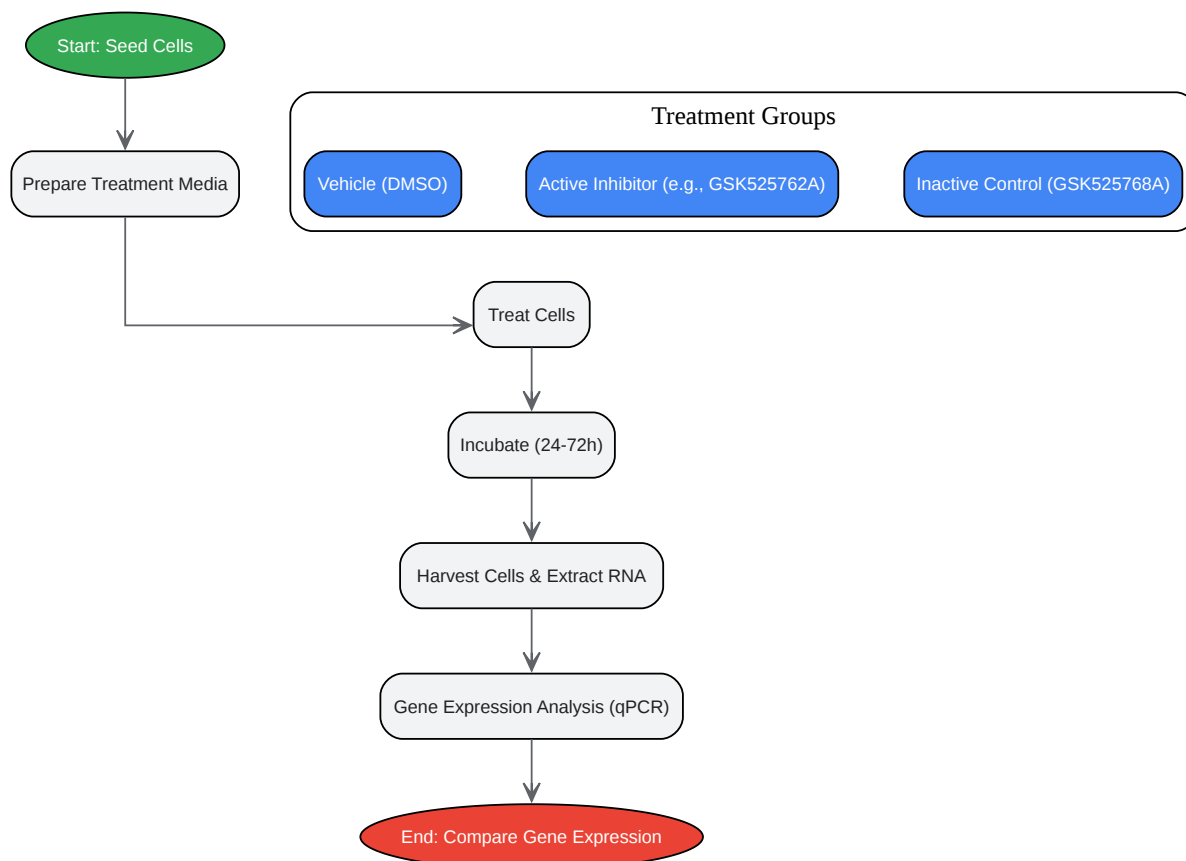 Start: Seed Cells
Treatment Groups
Prepare Treatment Media
Vehicle (DMSO)
Active Inhibitor (e.g., GSK525762A)
Inactive Control (GSK525768A)
Treat Cells
Incubate (24-72h)
Harvest Cells & Extract RNA
Gene Expression Analysis (qPCR)
End: Compare Gene Expression